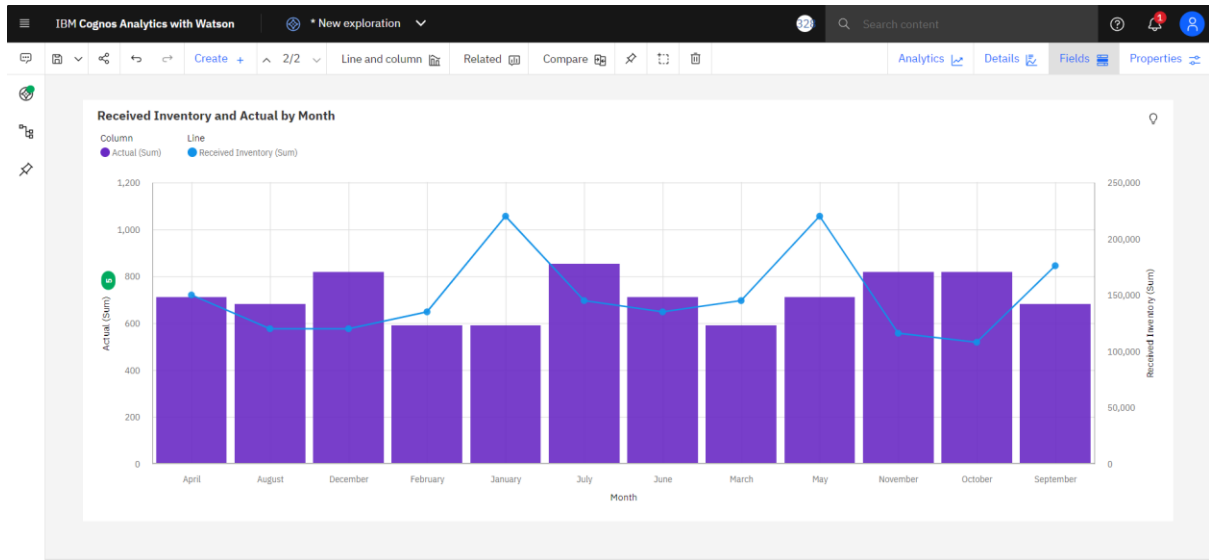 IBM Cognos Analytics with Watson
* New exploration
Search content
1
Create +
2/2
Line and column
Related
Compare
Analytics
Details
Fields
Properties
Received Inventory and Actual by Month
Column
Line
Actual (Sum)
Received Inventory (Sum)
1,200
1,000
800
600
400
200
0
5
Actual (Sum)
250,000
200,000
150,000
100,000
50,000
0
Received Inventory (Sum)
April
August
December
February
January
July
June
March
May
November
October
September
Month